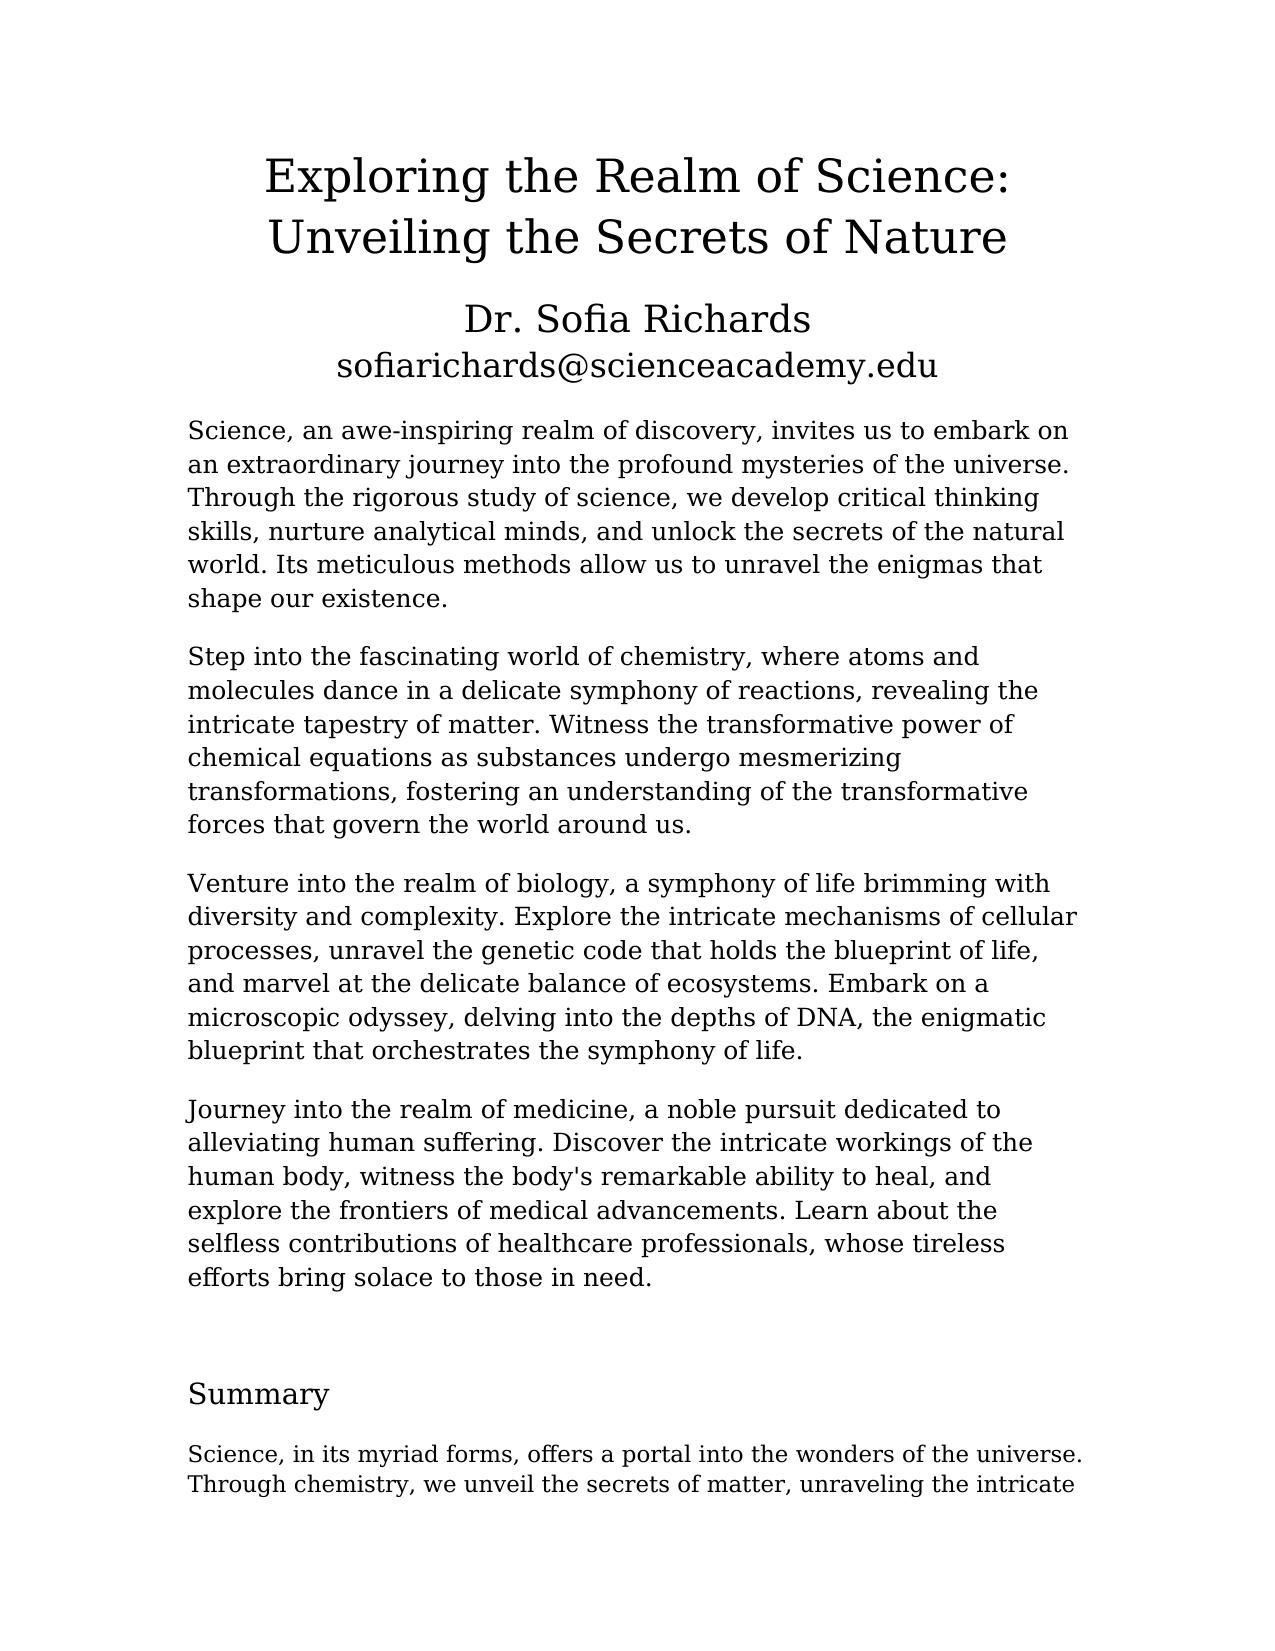 Exploring the Realm of Science:
Unveiling the Secrets of Nature
Dr. Sofia Richards
sofiarichards@scienceacademy.edu
Science, an awe-inspiring realm of discovery, invites us to embark on
an extraordinary journey into the profound mysteries of the universe.
Through the rigorous study of science, we develop critical thinking
skills, nurture analytical minds, and unlock the secrets of the natural
world. Its meticulous methods allow us to unravel the enigmas that
shape our existence.
Step into the fascinating world of chemistry, where atoms and
molecules dance in a delicate symphony of reactions, revealing the
intricate tapestry of matter. Witness the transformative power of
chemical equations as substances undergo mesmerizing
transformations, fostering an understanding of the transformative
forces that govern the world around us.
Venture into the realm of biology, a symphony of life brimming with
diversity and complexity. Explore the intricate mechanisms of cellular
processes, unravel the genetic code that holds the blueprint of life,
and marvel at the delicate balance of ecosystems. Embark on a
microscopic odyssey, delving into the depths of DNA, the enigmatic
blueprint that orchestrates the symphony of life.
Journey into the realm of medicine, a noble pursuit dedicated to
alleviating human suffering. Discover the intricate workings of the
human body, witness the body's remarkable ability to heal, and
explore the frontiers of medical advancements. Learn about the
selfless contributions of healthcare professionals, whose tireless
efforts bring solace to those in need.
Summary
Science, in its myriad forms, offers a portal into the wonders of the universe.
Through chemistry, we unveil the secrets of matter, unraveling the intricate